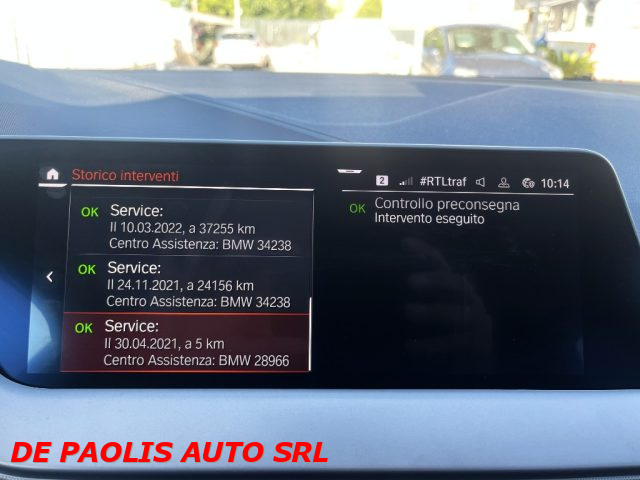 Storico interventi
2 #RTLtraf 10:14
OK Service:
Il 10.03.2022, a 37255 km
Centro Assistenza: BMW 34238
OK Service:
Il 24.11.2021, a 24156 km
Centro Assistenza: BMW 34238
OK Service:
Il 30.04.2021, a 5 km
Centro Assistenza: BMW 28966
OK Controllo preconsegna
Intervento eseguito
DE PAOLIS AUTO SRL